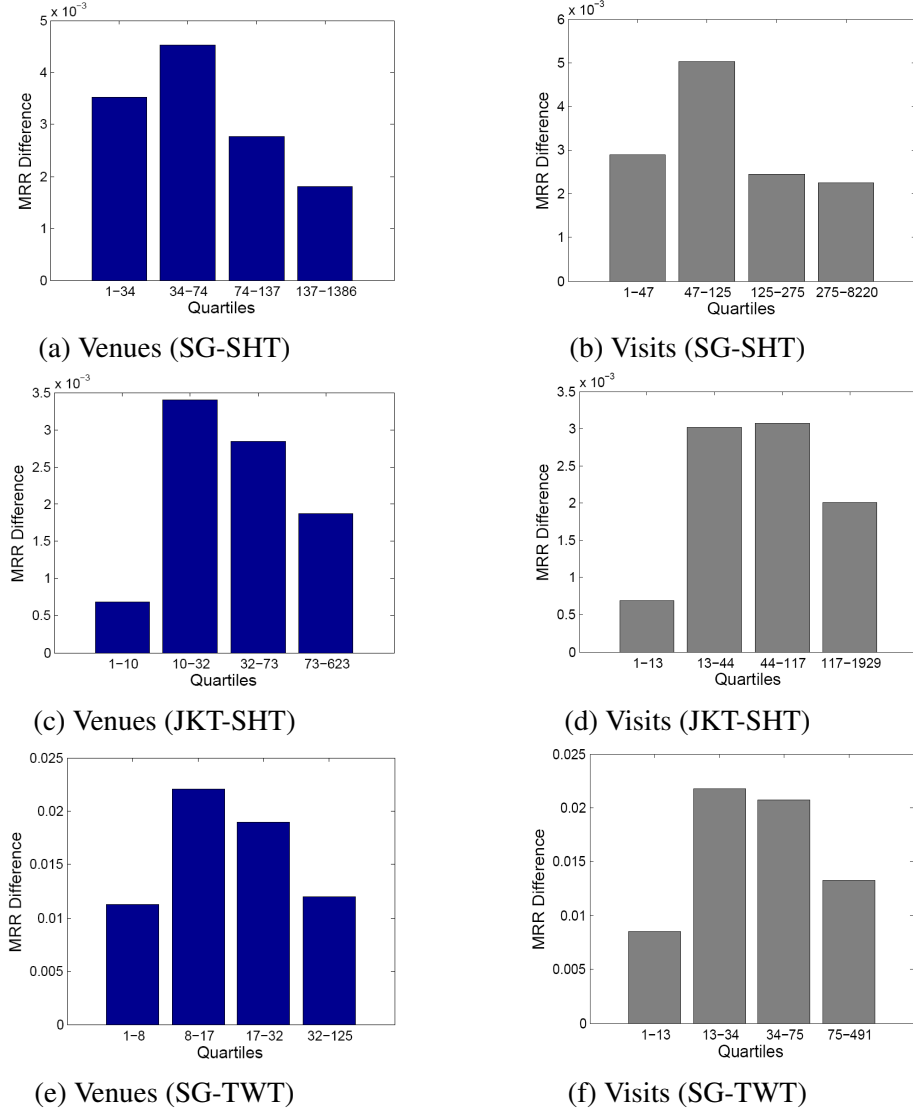 x 10⁻³
5
4
3
2
1
0
MRR Difference
1−34 34−74 74−137 137−1386
Quartiles
(a) Venues (SG-SHT)
x 10⁻³
6
5
4
3
2
1
0
MRR Difference
1−47 47−125 125−275 275−8220
Quartiles
(b) Visits (SG-SHT)
x 10⁻³
3.5
3
2.5
2
1.5
1
0.5
0
MRR Difference
1−10 10−32 32−73 73−623
Quartiles
(c) Venues (JKT-SHT)
x 10⁻³
3.5
3
2.5
2
1.5
1
0.5
0
MRR Difference
1−13 13−44 44−117 117−1929
Quartiles
(d) Visits (JKT-SHT)
0.025
0.02
0.015
0.01
0.005
0
MRR Difference
1−8 8−17 17−32 32−125
Quartiles
(e) Venues (SG-TWT)
0.025
0.02
0.015
0.01
0.005
0
MRR Difference
1−13 13−34 34−75 75−491
Quartiles
(f) Visits (SG-TWT)